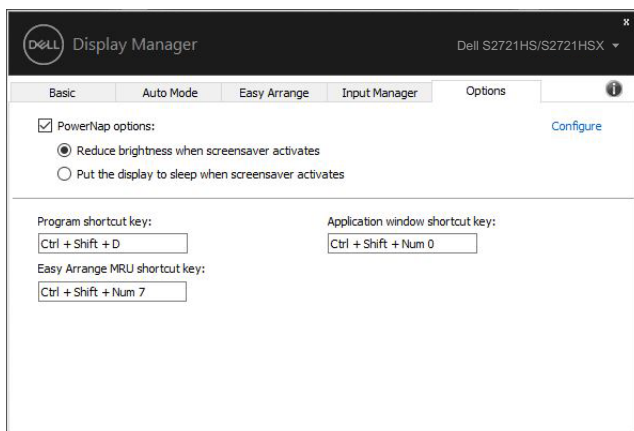 x
DELL Display Manager
Dell S2721HS/S2721HSX
Basic Auto Mode Easy Arrange Input Manager Options
PowerNap options: Configure
Reduce brightness when screensaver activates
Put the display to sleep when screensaver activates
Program shortcut key: Application window shortcut key:
Ctrl + Shift + D Ctrl + Shift + Num 0
Easy Arrange MRU shortcut key:
Ctrl + Shift + Num 7